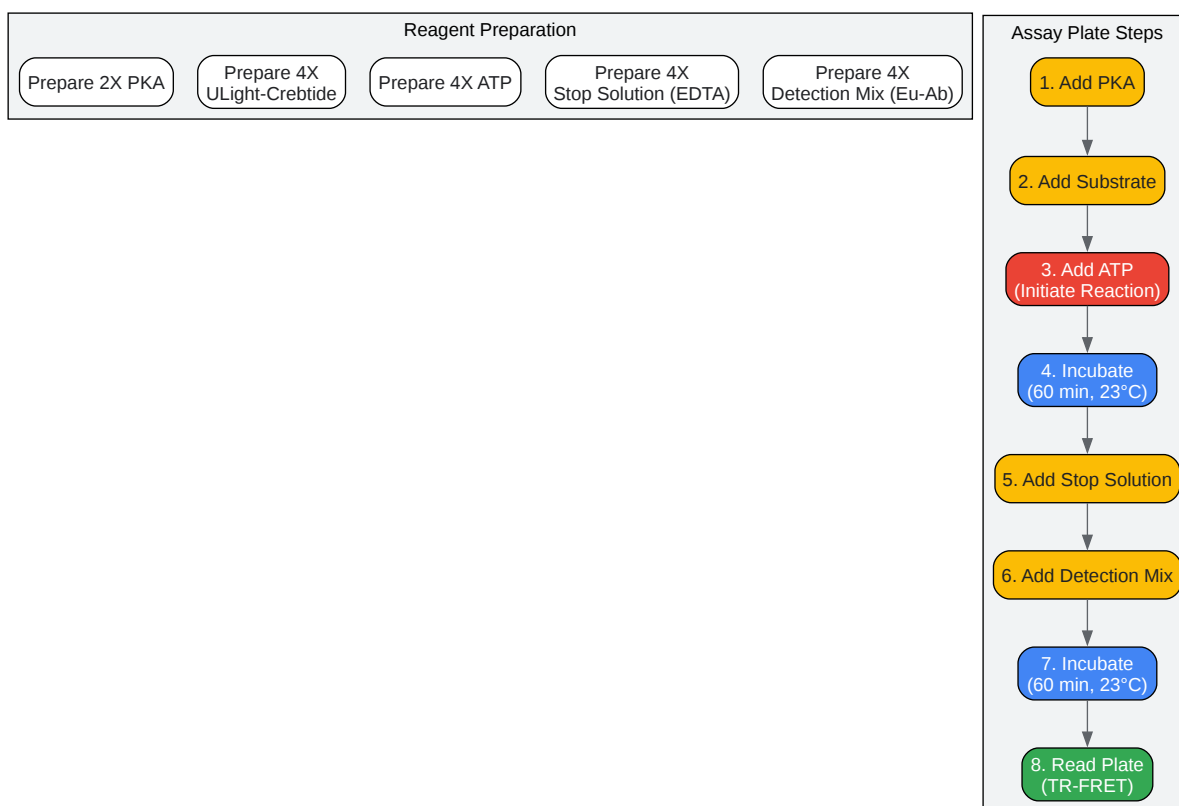 Reagent Preparation
Prepare 2X PKA
Prepare 4X
ULight-Crebtide
Prepare 4X ATP
Prepare 4X
Stop Solution (EDTA)
Prepare 4X
Detection Mix (Eu-Ab)
Assay Plate Steps
1. Add PKA
2. Add Substrate
3. Add ATP
(Initiate Reaction)
4. Incubate
(60 min, 23°C)
5. Add Stop Solution
6. Add Detection Mix
7. Incubate
(60 min, 23°C)
8. Read Plate
(TR-FRET)